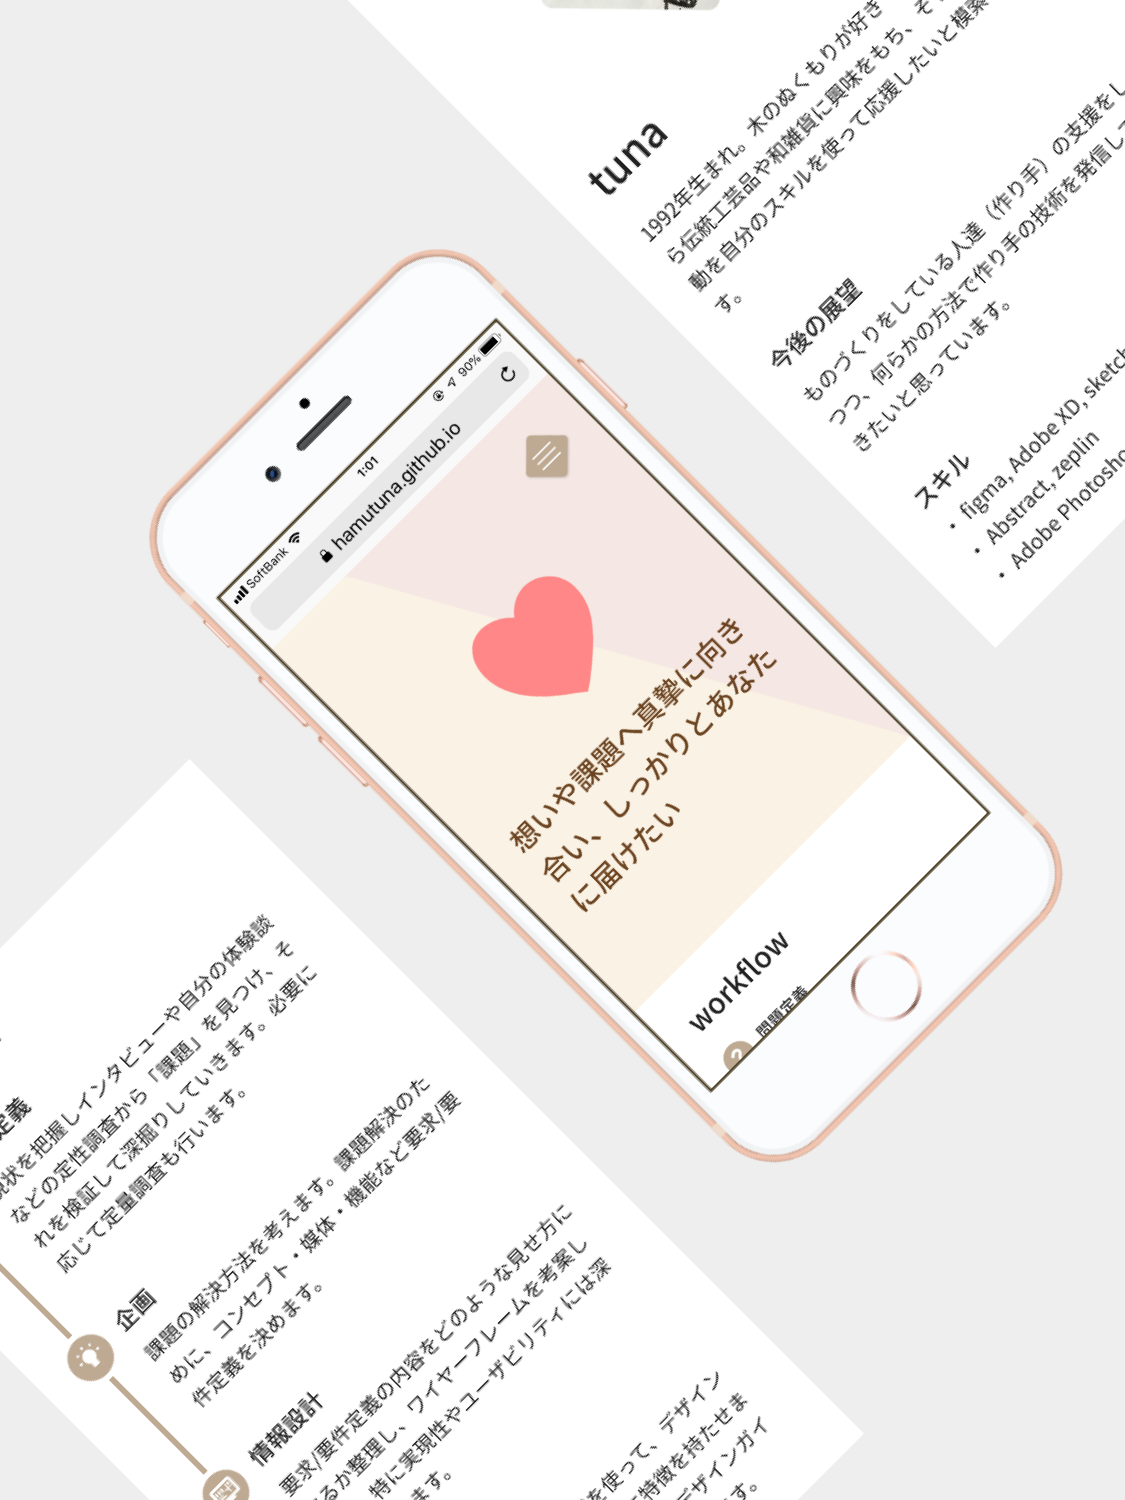 tuna
1992年生まれ。木のぬくもりが好き
ら伝統工芸品や和雑貨に興味をもち、そ
動を自分のスキルを使って応援したいと模索
す。
今後の展望
ものづくりをしている人達（作り手）の支援をし
つつ、何らかの方法で作り手の技術を発信して
きたいと思っています。
スキル
・figma, Adobe XD, sketch
・Abstract, zeplin
・Adobe Photosho
SoftBank 1:01 90%
hamutuna.github.io
想いや課題へ真摯に向き
合い、しっかりとあなた
に届けたい
workflow
問題定義
定義
現状を把握しインタビューや自分の体験談
などの定性調査から「課題」を見つけ、そ
れを検証して深掘りしていきます。必要に
応じて定量調査も行います。
企画
課題の解決方法を考えます。課題解決のた
めに、コンセプト・媒体・機能など要求/要
件定義を決めます。
情報設計
要求/要件定義の内容をどのような見せ方に
るか整理し、ワイヤーフレームを考案し
特に実現性やユーザビリティには深
ます。
を使って、デザイン
特徴を持たせま
デザインガイ
す。